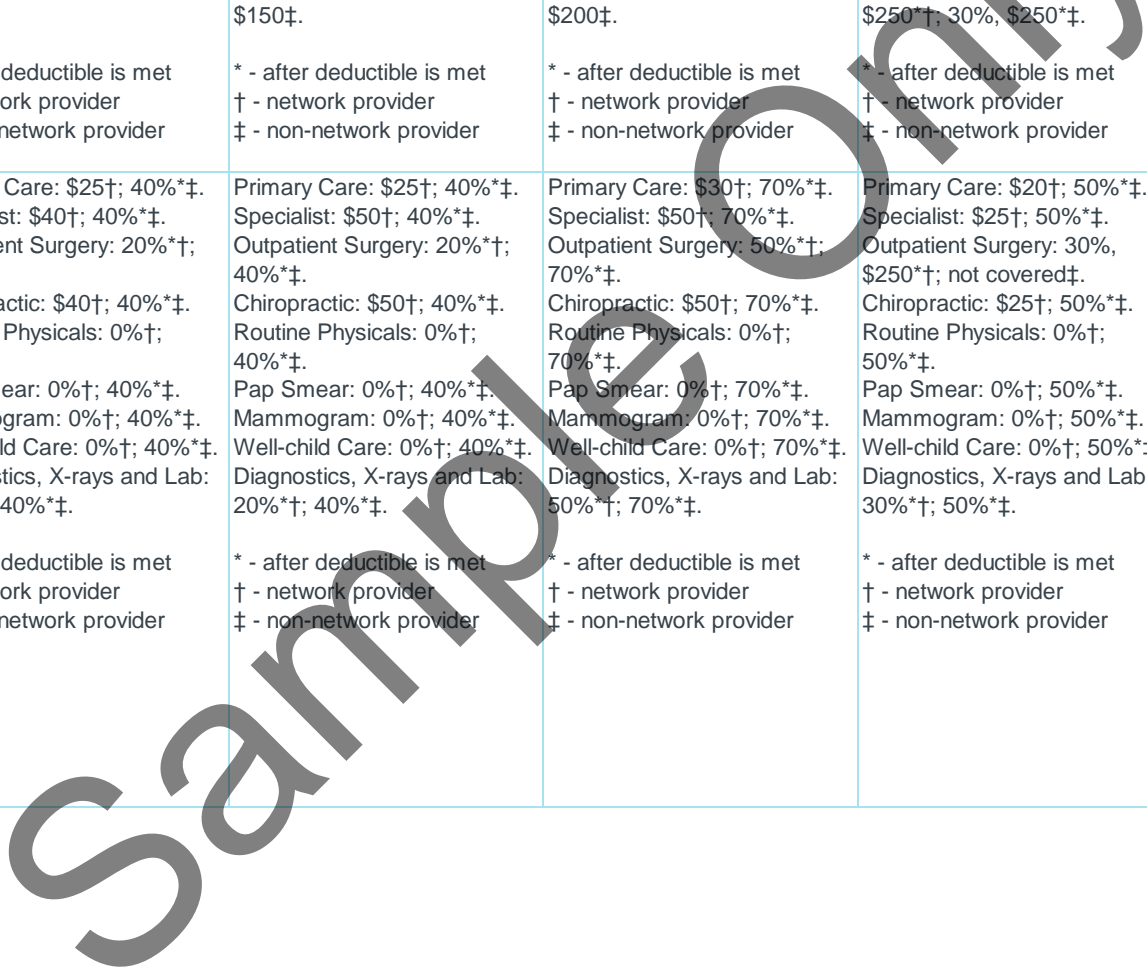 $150‡.
$200‡.
$250*†; 30%, $250*‡.
deductible is met
ork provider
network provider
* - after deductible is met
† - network provider
‡ - non-network provider
* - after deductible is met
† - network provider
‡ - non-network provider
* - after deductible is met
† - network provider
‡ - non-network provider
Care: $25†; 40%*‡.
st: $40†; 40%*‡.
ent Surgery: 20%*†;
actic: $40†; 40%*‡.
Physicals: 0%†;
ear: 0%†; 40%*‡.
ogram: 0%†; 40%*‡.
ld Care: 0%†; 40%*‡.
stics, X-rays and Lab:
40%*‡.
deductible is met
ork provider
network provider
Primary Care: $25†; 40%*‡.
Specialist: $50†; 40%*‡.
Outpatient Surgery: 20%*†;
40%*‡.
Chiropractic: $50†; 40%*‡.
Routine Physicals: 0%†;
40%*‡.
Pap Smear: 0%†; 40%*‡.
Mammogram: 0%†; 40%*‡.
Well-child Care: 0%†; 40%*‡.
Diagnostics, X-rays and Lab:
20%*†; 40%*‡.
* - after deductible is met
† - network provider
‡ - non-network provider
Primary Care: $30†; 70%*‡.
Specialist: $50†; 70%*‡.
Outpatient Surgery: 50%*†;
70%*‡.
Chiropractic: $50†; 70%*‡.
Routine Physicals: 0%†;
70%*‡.
Pap Smear: 0%†; 70%*‡.
Mammogram: 0%†; 70%*‡.
Well-child Care: 0%†; 70%*‡.
Diagnostics, X-rays and Lab:
50%*†; 70%*‡.
* - after deductible is met
† - network provider
‡ - non-network provider
Primary Care: $20†; 50%*‡.
Specialist: $25†; 50%*‡.
Outpatient Surgery: 30%,
$250*†; not covered‡.
Chiropractic: $25†; 50%*‡.
Routine Physicals: 0%†;
50%*‡.
Pap Smear: 0%†; 50%*‡.
Mammogram: 0%†; 50%*‡.
Well-child Care: 0%†; 50%*‡
Diagnostics, X-rays and Lab
30%*†; 50%*‡.
* - after deductible is met
† - network provider
‡ - non-network provider
Sample Only